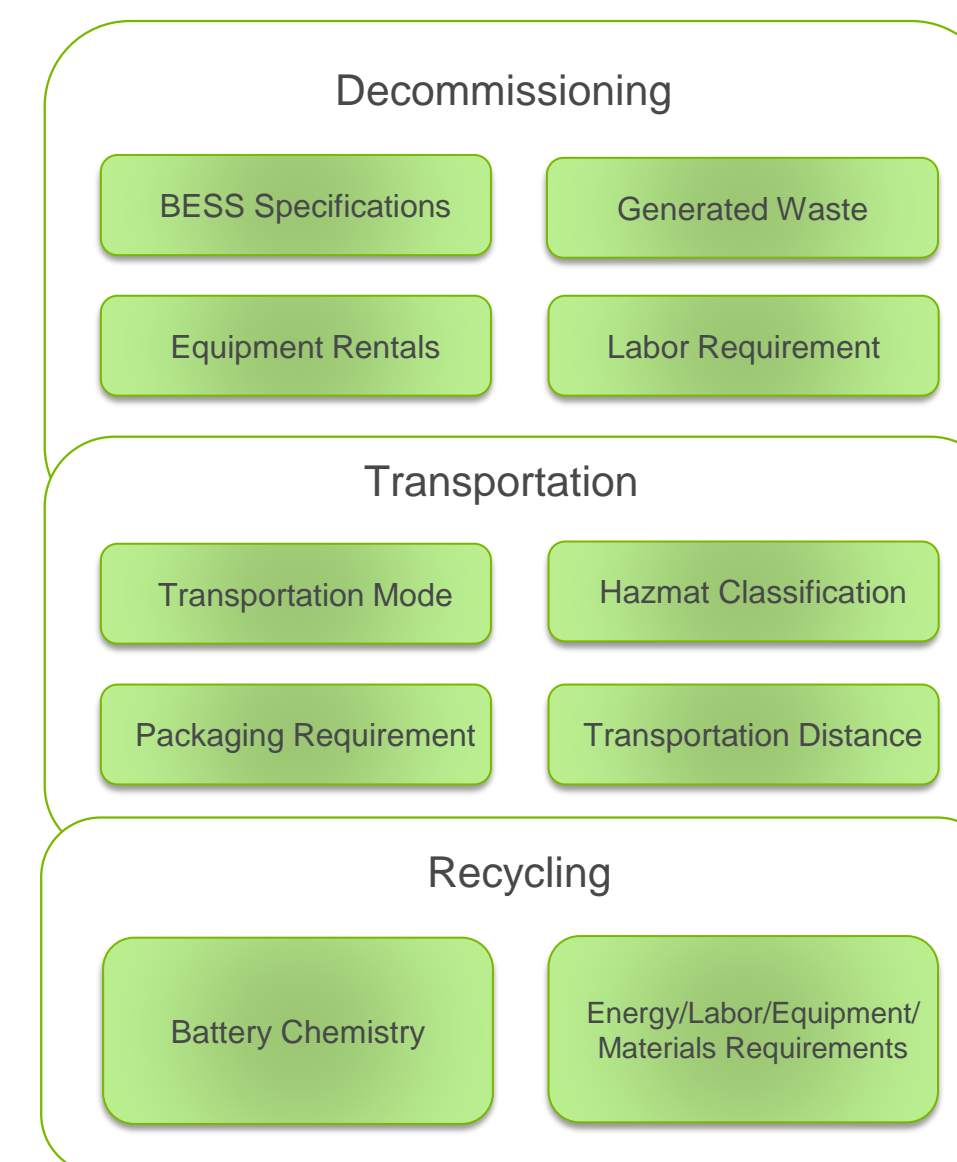 Decommissioning
BESS Specifications
Generated Waste
Equipment Rentals
Labor Requirement
Transportation
Transportation Mode
Hazmat Classification
Packaging Requirement
Transportation Distance
Recycling
Battery Chemistry
Energy/Labor/Equipment/
Materials Requirements